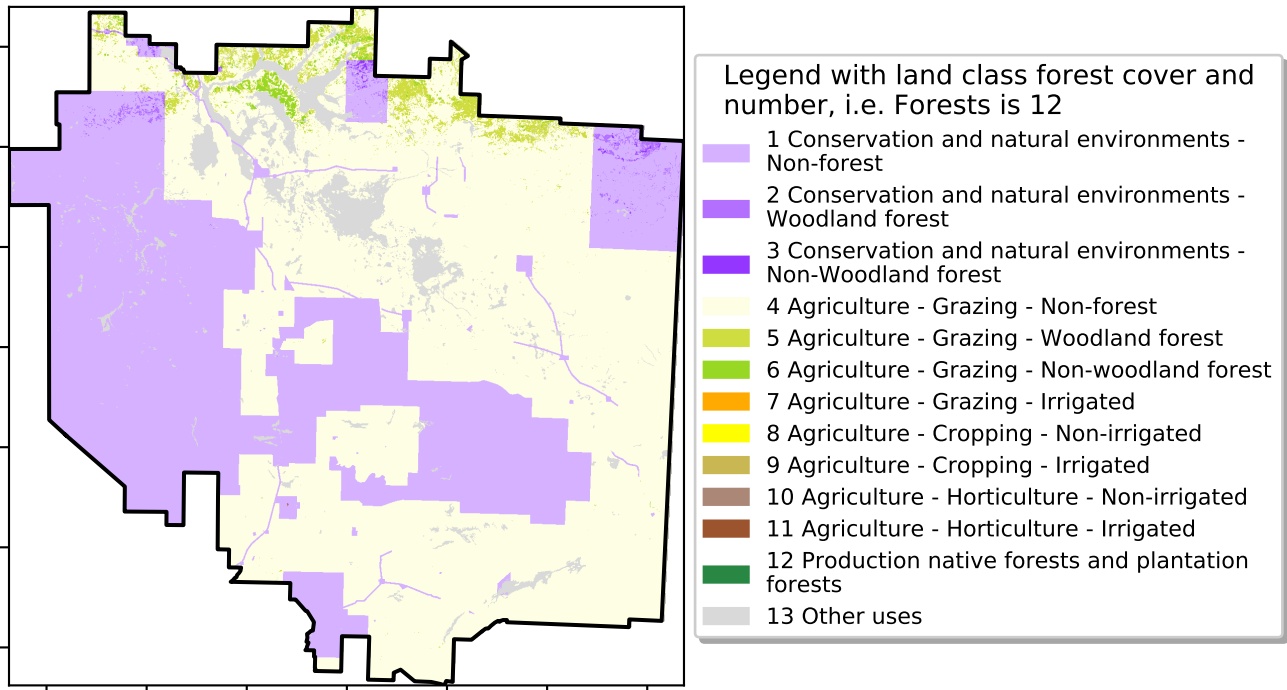 Legend with land class forest cover and
number, i.e. Forests is 12
1 Conservation and natural environments -
Non-forest
2 Conservation and natural environments -
Woodland forest
3 Conservation and natural environments -
Non-Woodland forest
4 Agriculture - Grazing - Non-forest
5 Agriculture - Grazing - Woodland forest
6 Agriculture - Grazing - Non-woodland forest
7 Agriculture - Grazing - Irrigated
8 Agriculture - Cropping - Non-irrigated
9 Agriculture - Cropping - Irrigated
10 Agriculture - Horticulture - Non-irrigated
11 Agriculture - Horticulture - Irrigated
12 Production native forests and plantation
forests
13 Other uses